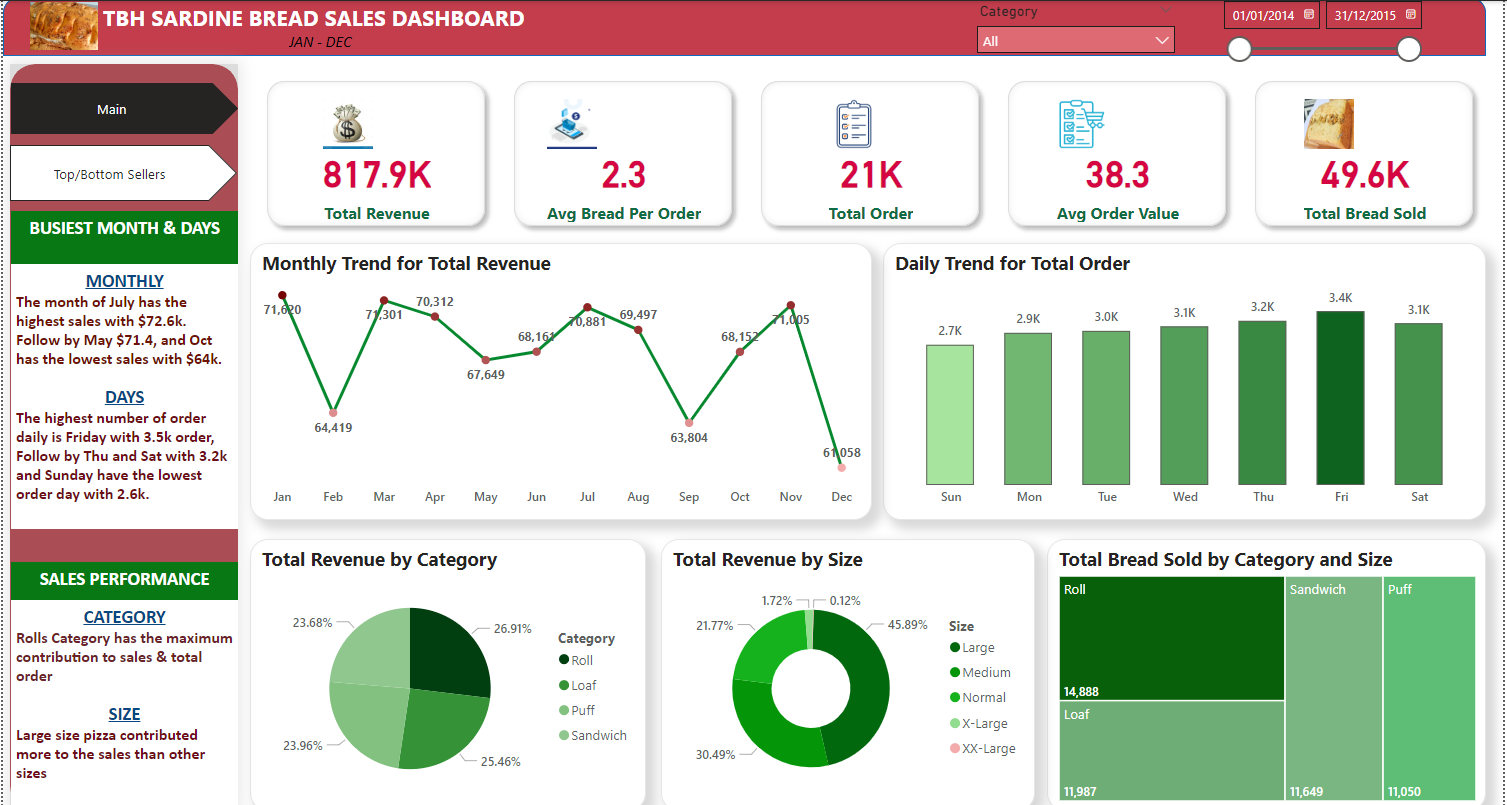 TBH SARDINE BREAD SALES DASHBOARD
JAN - DEC
Category
All
01/01/2014
31/12/2015
Main
Top/Bottom Sellers
BUSIEST MONTH & DAYS
MONTHLY
The month of July has the
highest sales with $72.6k.
Follow by May $71.4, and Oct
has the lowest sales with $64k.
DAYS
The highest number of order
daily is Friday with 3.5k order,
Follow by Thu and Sat with 3.2k
and Sunday have the lowest
order day with 2.6k.
SALES PERFORMANCE
CATEGORY
Rolls Category has the maximum
contribution to sales & total
order
SIZE
Large size pizza contributed
more to the sales than other
sizes
817.9K
Total Revenue
2.3
Avg Bread Per Order
21K
Total Order
38.3
Avg Order Value
49.6K
Total Bread Sold
Monthly Trend for Total Revenue
71,620
64,419
71,301
70,312
67,649
68,161
70,881
69,497
63,804
68,152
71,005
61,058
Jan Feb Mar Apr May Jun Jul Aug Sep Oct Nov Dec
Daily Trend for Total Order
2.7K
2.9K
3.0K
3.1K
3.2K
3.4K
3.1K
Sun Mon Tue Wed Thu Fri Sat
Total Revenue by Category
23.68%
26.91%
23.96%
25.46%
Category
Roll
Loaf
Puff
Sandwich
Total Revenue by Size
1.72%
0.12%
21.77%
45.89%
30.49%
Size
Large
Medium
Normal
X-Large
XX-Large
Total Bread Sold by Category and Size
Roll
14,888
Loaf
11,987
Sandwich
11,649
Puff
11,050